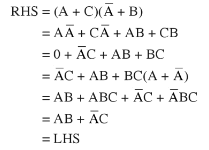 RHS = (A + C)(A̅ + B)
= AA̅ + CA̅ + AB + CB
= 0 + A̅C + AB + BC
= A̅C + AB + BC(A + A̅)
= AB + ABC + A̅C + A̅BC
= AB + A̅C
= LHS